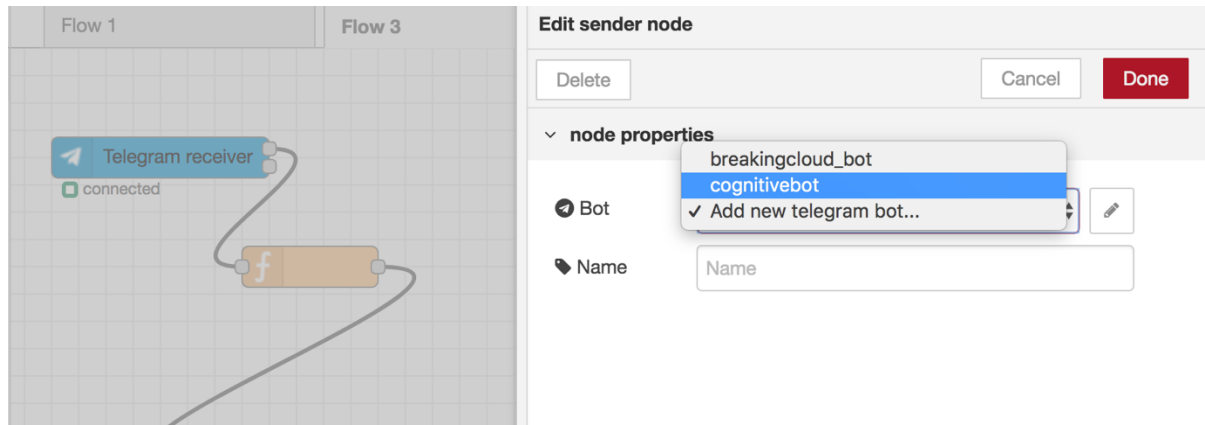 Flow 1
Flow 3
Telegram receiver
connected
f
Edit sender node
Delete
Cancel
Done
node properties
Bot
breakingcloud_bot
cognitivebot
✓ Add new telegram bot...
Name
Name